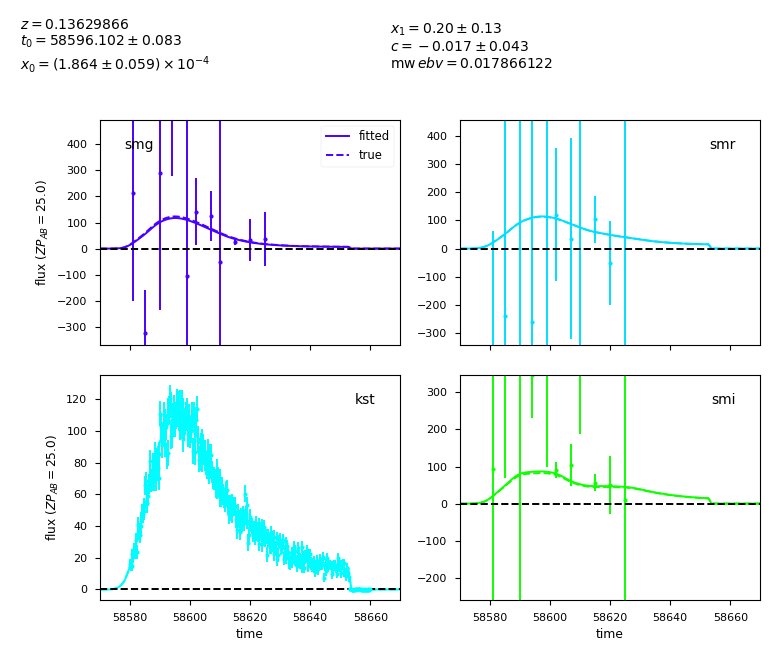 z = 0.13629866
t₀ = 58596.102 ± 0.083
x₀ = (1.864 ± 0.059) × 10⁻⁴
x₁ = 0.20 ± 0.13
c = −0.017 ± 0.043
mw ebv = 0.017866122
smg
fitted
true
flux (ZP_AB = 25.0)
400
300
200
100
0
−100
−200
−300
smr
400
300
200
100
0
−100
−200
−300
kst
flux (ZP_AB = 25.0)
120
100
80
60
40
20
0
58580 58600 58620 58640 58660
time
smi
300
200
100
0
−100
−200
58580 58600 58620 58640 58660
time